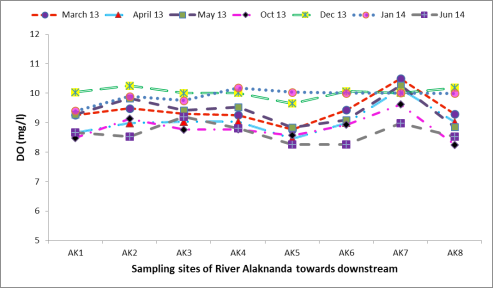 March 13 April 13 May 13 Oct 13 Dec 13 Jan 14 Jun 14
12
11
10
9
8
7
6
5
DO (mg/l)
AK1 AK2 AK3 AK4 AK5 AK6 AK7 AK8
Sampling sites of River Alaknanda towards downstream